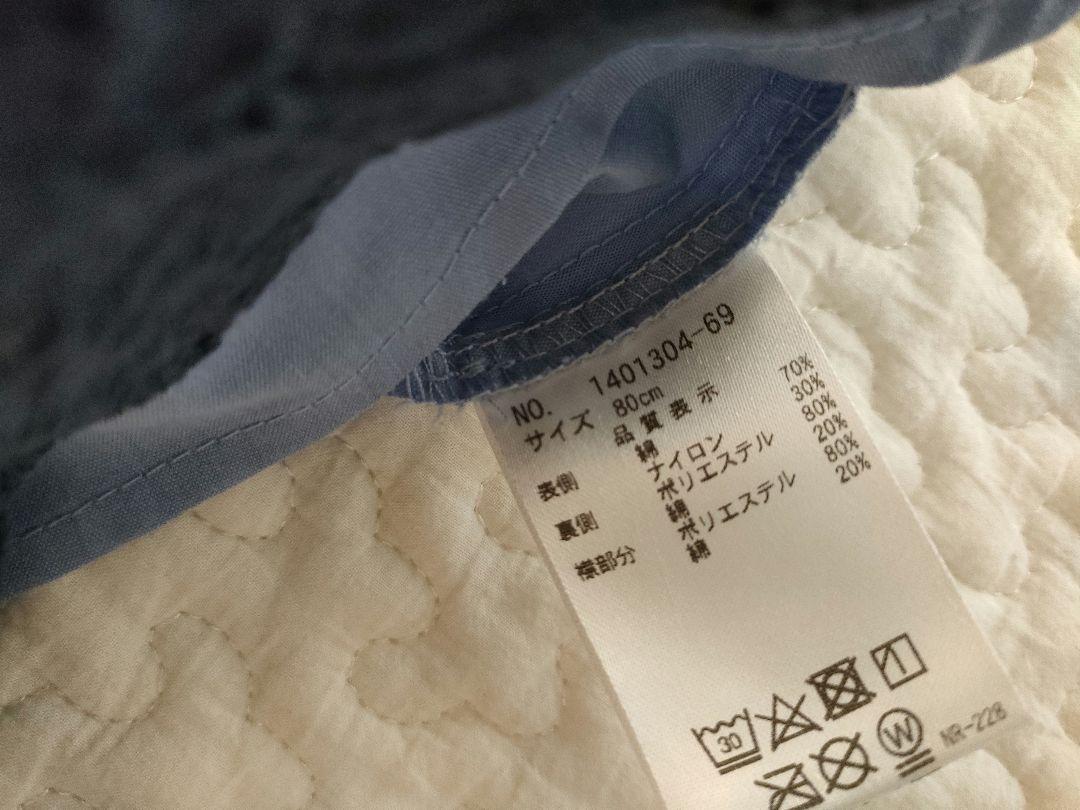 NO. 1401304-69
サイズ 80cm
品質表示
表側 綿 70%
ナイロン 30%
裏側 ポリエステル 80%
綿 20%
襟部分 ポリエステル 80%
綿 20%
30
W
NR-228